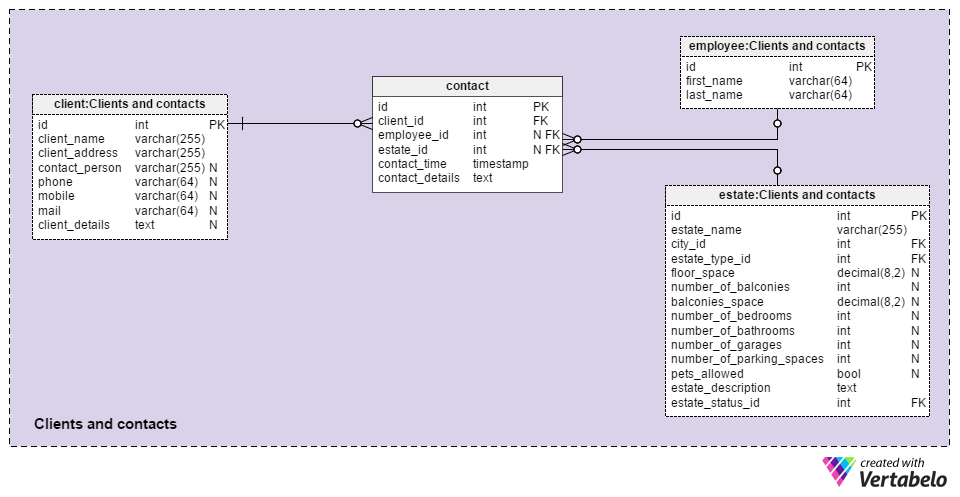 client:Clients and contacts
id int PK
client_name varchar(255)
client_address varchar(255)
contact_person varchar(255) N
phone varchar(64) N
mobile varchar(64) N
mail varchar(64) N
client_details text N
contact
id int PK
client_id int FK
employee_id int N FK
estate_id int N FK
contact_time timestamp
contact_details text
employee:Clients and contacts
id int PK
first_name varchar(64)
last_name varchar(64)
estate:Clients and contacts
id int PK
estate_name varchar(255)
city_id int FK
estate_type_id int FK
floor_space decimal(8,2) N
number_of_balconies int N
balconies_space decimal(8,2) N
number_of_bedrooms int N
number_of_bathrooms int N
number_of_garages int N
number_of_parking_spaces int N
pets_allowed bool N
estate_description text
estate_status_id int FK
Clients and contacts
created with
Vertabelo